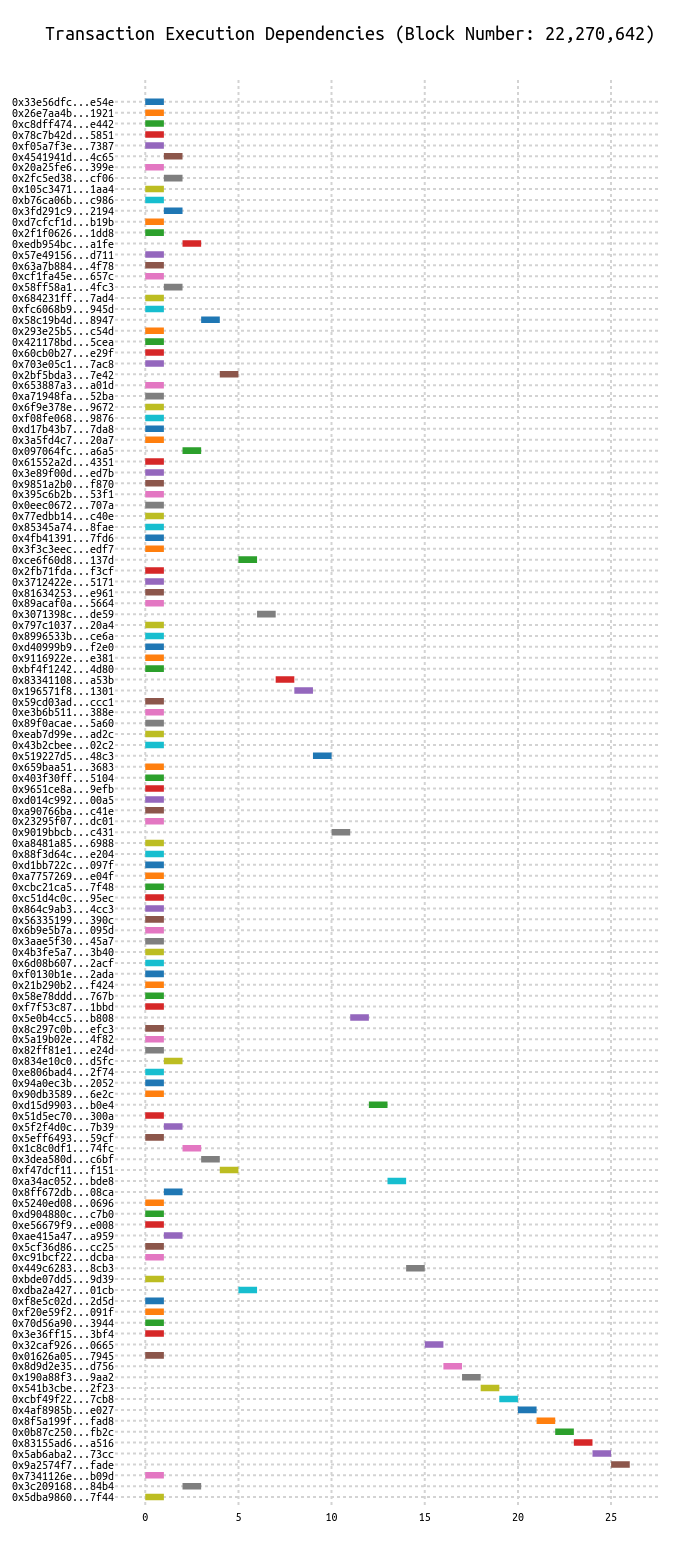 Transaction Execution Dependencies (Block Number: 22,270,642)
0x33e56dfc...e54e
0x26e7aa4b...1921
0xc8dff474...e442
0x78c7b42d...5851
0xf05a7f3e...7387
0x4541941d...4c65
0x20a25fe6...399e
0x2fc5ed38...cf06
0x105c3471...1aa4
0xb76ca06b...c986
0x3fd291c9...2194
0xd7cfcf1d...b19b
0x2f1f0626...1dd8
0xedb954bc...a1fe
0x57e49156...d711
0x63a7b884...4f78
0xcf1fa45e...657c
0x58ff58a1...4fc3
0x684231ff...7ad4
0xfc6068b9...945d
0x58c19b4d...8947
0x293e25b5...c54d
0x421178bd...5cea
0x60cb0b27...e29f
0x703e05c1...7ac8
0x2bf5bda3...7e42
0x653887a3...a01d
0xa71948fa...52ba
0x6f9e378e...9672
0xf08fe068...9876
0xd17b43b7...7da8
0x3a5fd4c7...20a7
0x097064fc...a6a5
0x61552a2d...4351
0x3e89f00d...ed7b
0x9851a2b0...f870
0x395c6b2b...53f1
0x0eec0672...707a
0x77edbb14...c40e
0x85345a74...8fae
0x4fb41391...7fd6
0x3f3c3eec...edf7
0xce6f60d8...137d
0x2fb71fda...f3cf
0x3712422e...5171
0x81634253...e961
0x89acaf0a...5664
0x3071398c...de59
0x797c1037...20a4
0x8996533b...ce6a
0xd40999b9...f2e0
0x9116922e...e381
0xbf4f1242...4d80
0x83341108...a53b
0x196571f8...1301
0x59cd03ad...ccc1
0xe3b6b511...388e
0x89f0acae...5a60
0xeab7d99e...ad2c
0x43b2cbee...02c2
0x519227d5...48c3
0x659baa51...3683
0x403f30ff...5104
0x9651ce8a...9efb
0xd014c992...00a5
0xa90766ba...c41e
0x23295f07...dc01
0x9019bbcb...c431
0xa8481a85...6988
0x88f3d64c...e204
0xd1bb722c...097f
0xa7757269...e04f
0xcbc21ca5...7f48
0xc51d4c0c...95ec
0x864c9ab3...4cc3
0x56335199...390c
0x6b9e5b7a...095d
0x3aae5f30...45a7
0x4b3fe5a7...3b40
0x6d08b607...2acf
0xf0130b1e...2ada
0x21b290b2...f424
0x58e78ddd...767b
0xf7f53c87...1bbd
0x5e0b4cc5...b808
0x8c297c0b...efc3
0x5a19b02e...4f82
0x82ff81e1...e24d
0x834e10c0...d5fc
0xe806bad4...2f74
0x94a0ec3b...2052
0x90db3589...6e2c
0xd15d9903...b0e4
0x51d5ec70...300a
0x5f2f4d0c...7b39
0x5eff6493...59cf
0x1c8c0df1...74fc
0x3dea580d...c6bf
0xf47dcf11...f151
0xa34ac052...bde8
0x8ff672db...08ca
0x5240ed08...0696
0xd904880c...c7b0
0xe56679f9...e008
0xae415a47...a959
0x5cf36d86...cc25
0xc91bcf22...dcba
0x449c6283...8cb3
0xbde07dd5...9d39
0xdba2a427...01cb
0xf8e5c02d...2d5d
0xf20e59f2...091f
0x70d56a90...3944
0x3e36ff15...3bf4
0x32caf926...0665
0x01626a05...7945
0x8d9d2e35...d756
0x190a88f3...9aa2
0x541b3cbe...2f23
0xcbf49f22...7cb8
0x4af8985b...e027
0x8f5a199f...fad8
0x0b87c250...fb2c
0x83155ad6...a516
0x5ab6aba2...73cc
0x9a2574f7...fade
0x7341126e...b09d
0x3c209168...84b4
0x5dba9860...7f44
0 5 10 15 20 25